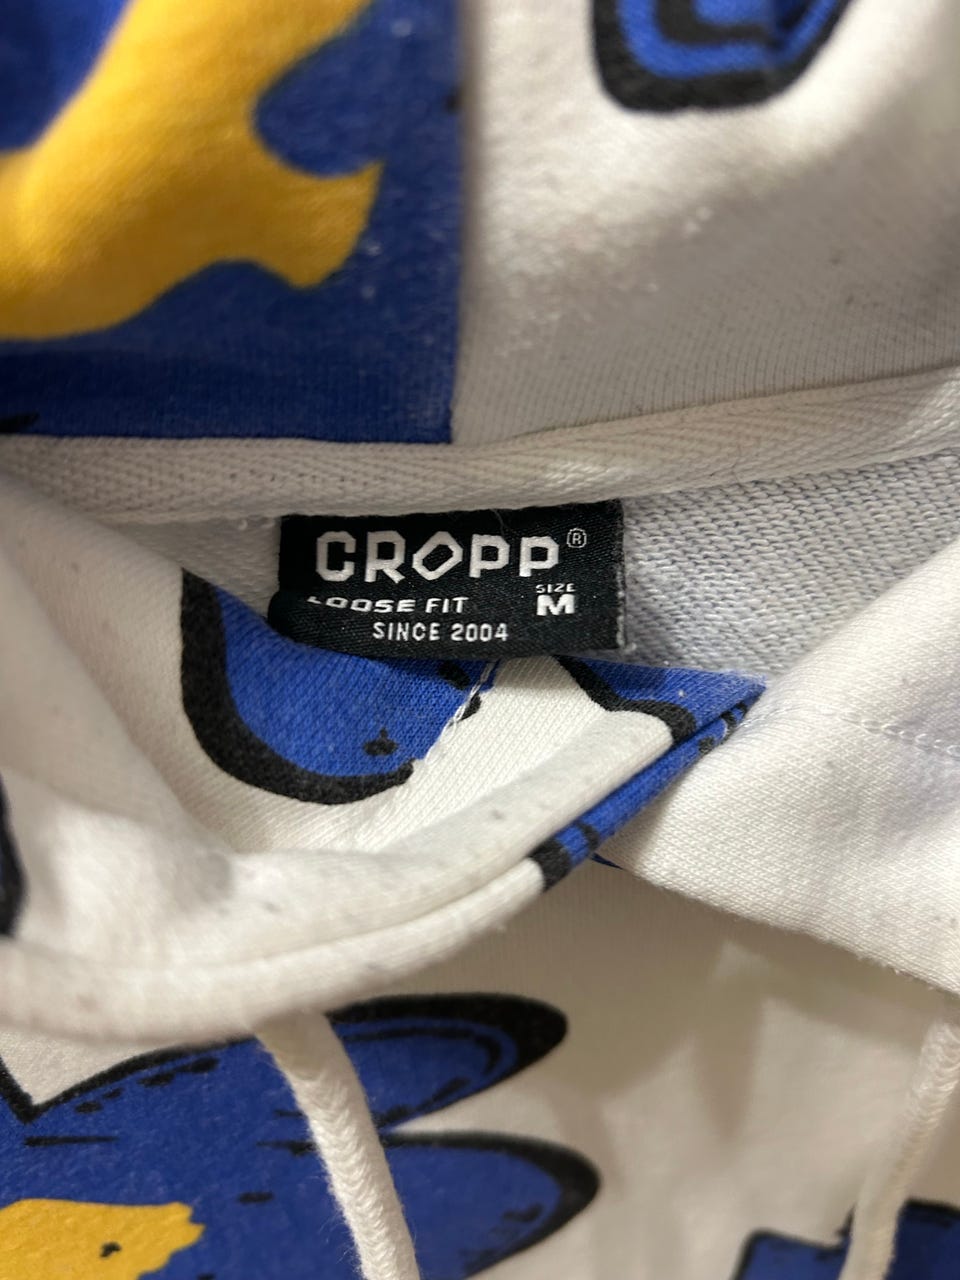 CROPP®
LOOSE FIT
SIZE
M
SINCE 2004